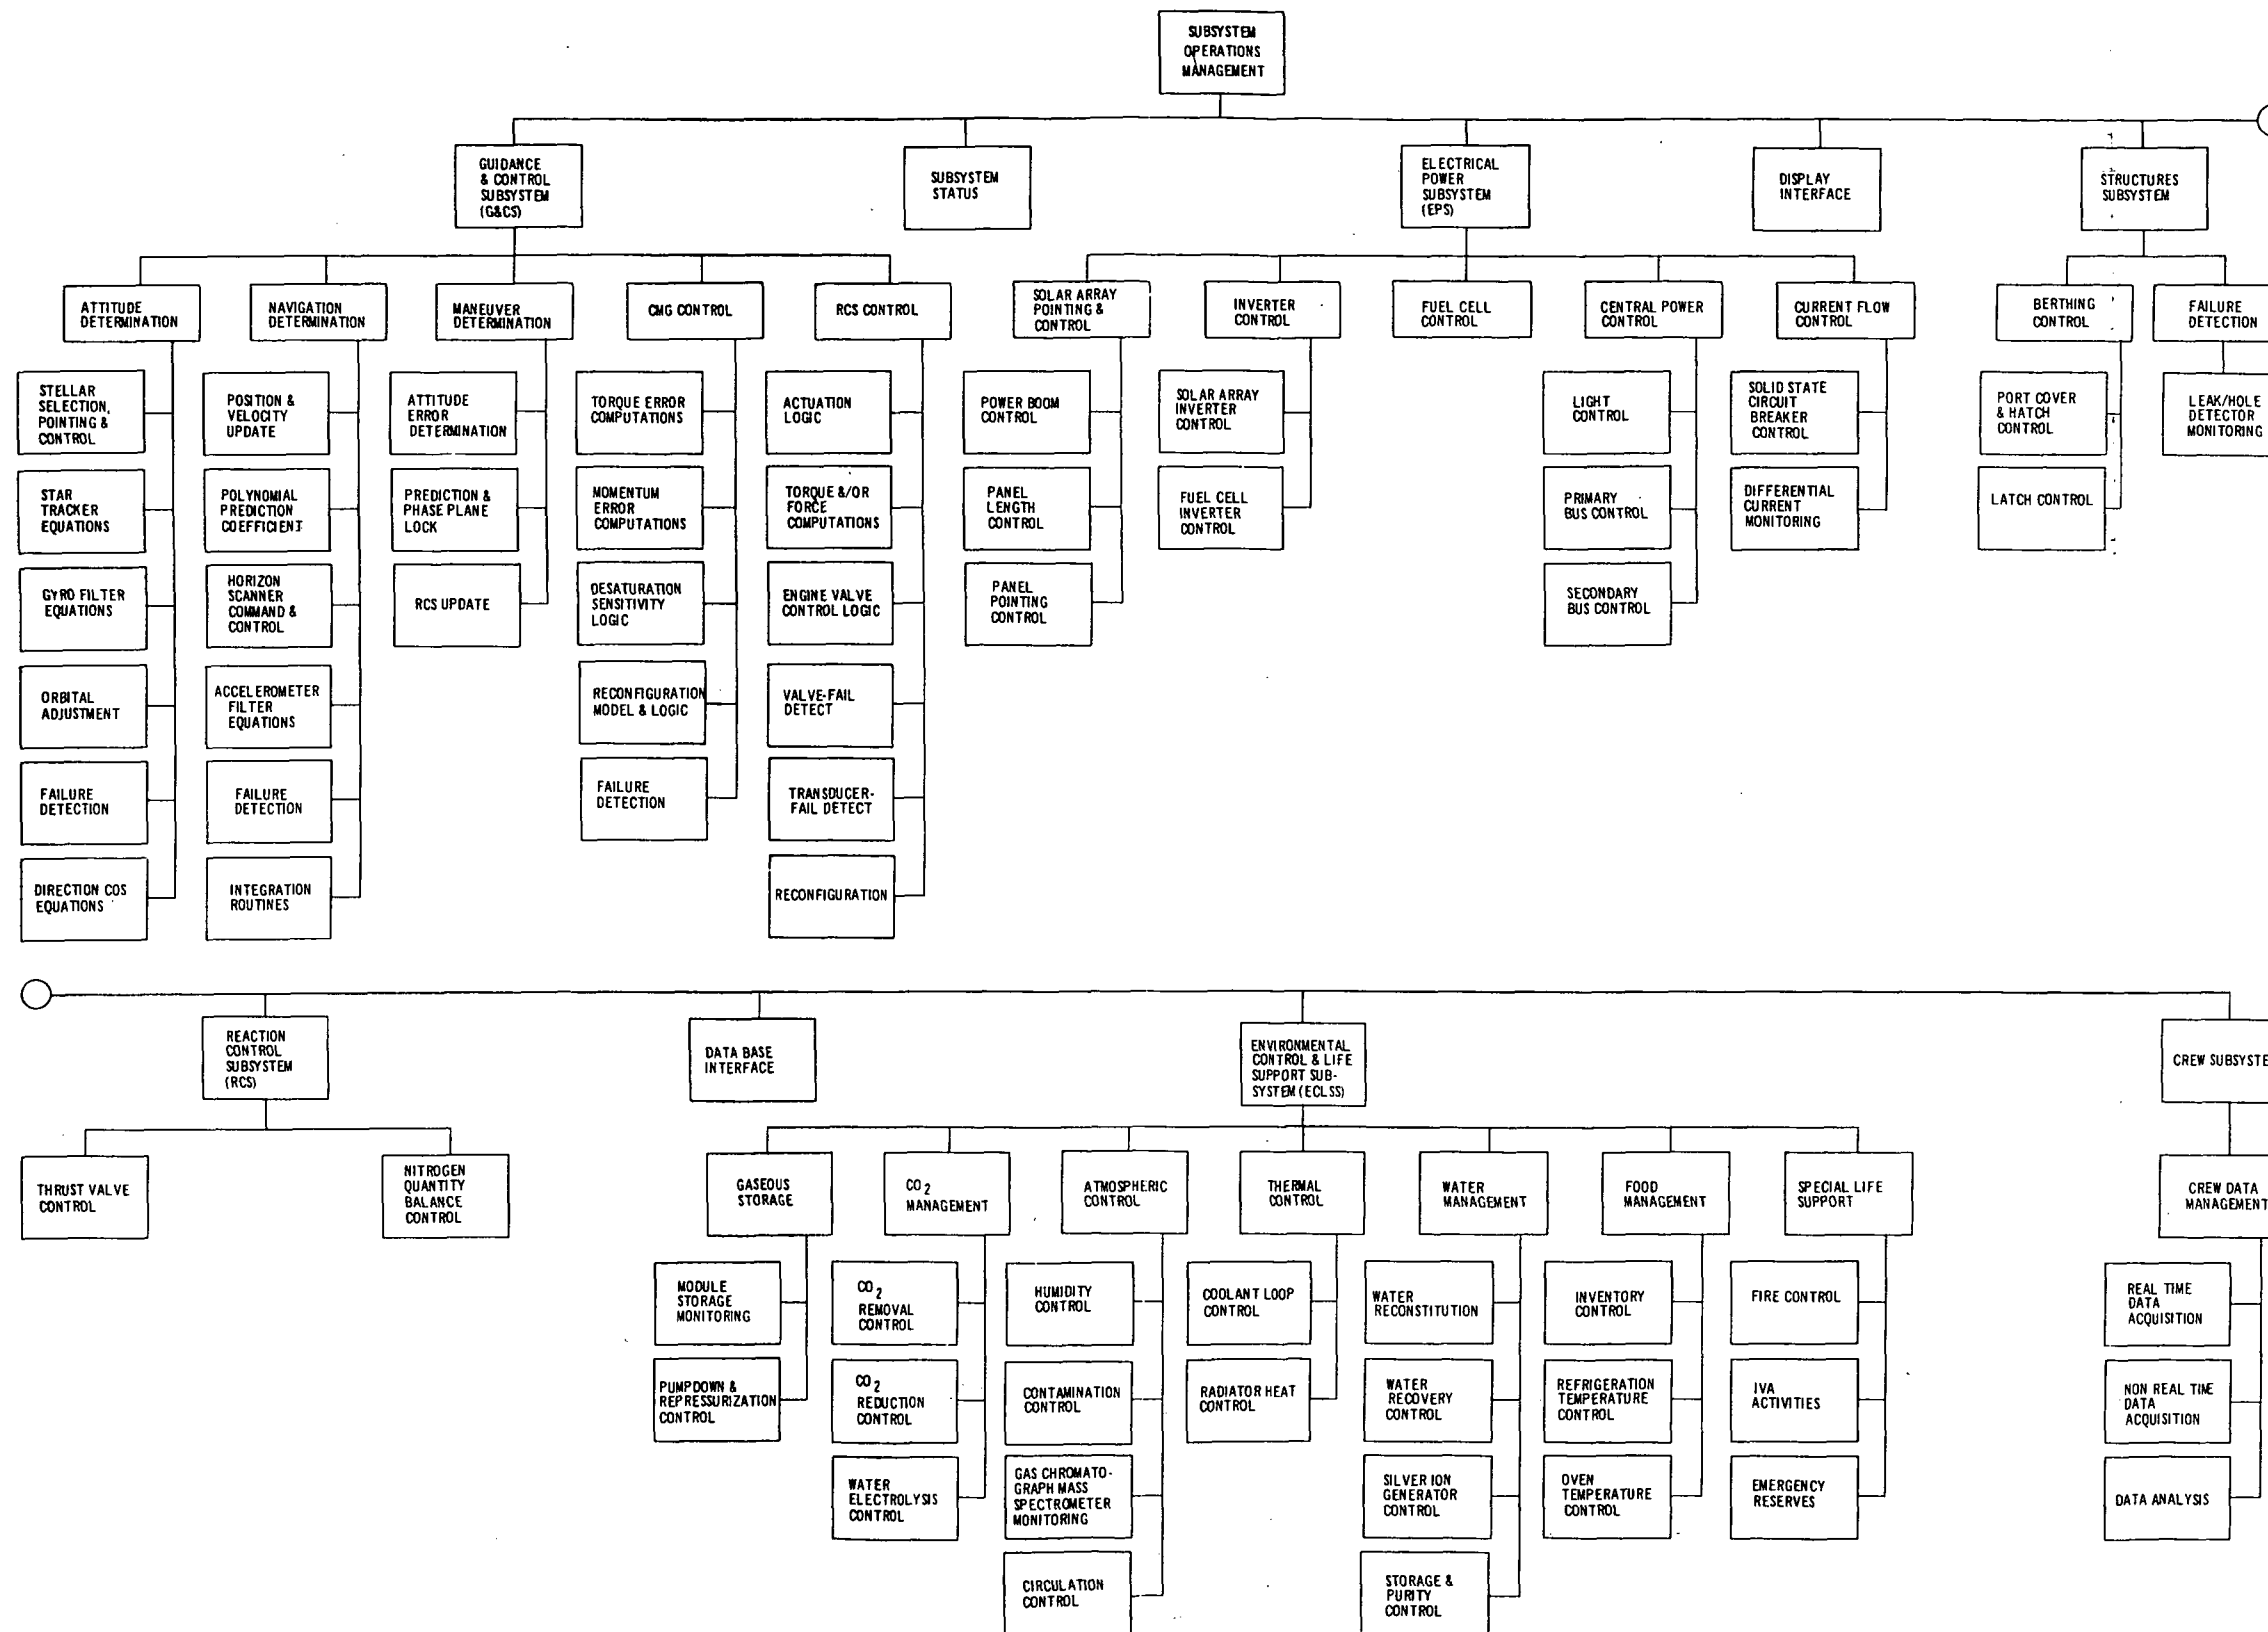 SUBSYSTEM
OPERATIONS
MANAGEMENT
GUIDANCE
& CONTROL
SUBSYSTEM
(G&CS)
SUBSYSTEM
STATUS
ELECTRICAL
POWER
SUBSYSTEM
(EPS)
DISPLAY
INTERFACE
STRUCTURES
SUBSYSTEM
ATTITUDE
DETERMINATION
NAVIGATION
DETERMINATION
MANEUVER
DETERMINATION
CMG CONTROL
RCS CONTROL
SOLAR ARRAY
POINTING &
CONTROL
INVERTER
CONTROL
FUEL CELL
CONTROL
CENTRAL POWER
CONTROL
CURRENT FLOW
CONTROL
BERTHING
CONTROL
FAILURE
DETECTION
STELLAR
SELECTION,
POINTING &
CONTROL
POSITION &
VELOCITY
UPDATE
ATTITUDE
ERROR
DETERMINATION
TORQUE ERROR
COMPUTATIONS
ACTUATION
LOGIC
POWER BOOM
CONTROL
SOLAR ARRAY
INVERTER
CONTROL
LIGHT
CONTROL
SOLID STATE
CIRCUIT
BREAKER
CONTROL
PORT COVER
& HATCH
CONTROL
LEAK/HOLE
DETECTOR
MONITORING
STAR
TRACKER
EQUATIONS
POLYNOMIAL
PREDICTION
COEFFICIENT
PREDICTION &
PHASE PLANE
LOCK
MOMENTUM
ERROR
COMPUTATIONS
TORQUE &/OR
FORCE
COMPUTATIONS
PANEL
LENGTH
CONTROL
FUEL CELL
INVERTER
CONTROL
PRIMARY
BUS CONTROL
DIFFERENTIAL
CURRENT
MONITORING
LATCH CONTROL
GYRO FILTER
EQUATIONS
HORIZON
SCANNER
COMMAND &
CONTROL
RCS UPDATE
DESATURATION
SENSITIVITY
LOGIC
ENGINE VALVE
CONTROL LOGIC
PANEL
POINTING
CONTROL
SECONDARY
BUS CONTROL
ORBITAL
ADJUSTMENT
ACCELEROMETER
FILTER
EQUATIONS
RECONFIGURATION
MODEL & LOGIC
VALVE-FAIL
DETECT
FAILURE
DETECTION
FAILURE
DETECTION
FAILURE
DETECTION
TRANSDUCER-
FAIL DETECT
DIRECTION COS
EQUATIONS
INTEGRATION
ROUTINES
RECONFIGURATION
REACTION
CONTROL
SUBSYSTEM
(RCS)
DATA BASE
INTERFACE
ENVIRONMENTAL
CONTROL & LIFE
SUPPORT SUB-
SYSTEM (ECLSS)
CREW SUBSYSTE
THRUST VALVE
CONTROL
NITROGEN
QUANTITY
BALANCE
CONTROL
GASEOUS
STORAGE
CO2
MANAGEMENT
ATMOSPHERIC
CONTROL
THERMAL
CONTROL
WATER
MANAGEMENT
FOOD
MANAGEMENT
SPECIAL LIFE
SUPPORT
CREW DATA
MANAGEMENT
MODULE
STORAGE
MONITORING
CO2
REMOVAL
CONTROL
HUMIDITY
CONTROL
COOLANT LOOP
CONTROL
WATER
RECONSTITUTION
INVENTORY
CONTROL
FIRE CONTROL
REAL TIME
DATA
ACQUISITION
PUMPDOWN &
REPRESSURIZATION
CONTROL
CO2
REDUCTION
CONTROL
CONTAMINATION
CONTROL
RADIATOR HEAT
CONTROL
WATER
RECOVERY
CONTROL
REFRIGERATION
TEMPERATURE
CONTROL
IVA
ACTIVITIES
NON REAL TIME
DATA
ACQUISITION
WATER
ELECTROLYSIS
CONTROL
GAS CHROMATO-
GRAPH MASS
SPECTROMETER
MONITORING
SILVER ION
GENERATOR
CONTROL
OVEN
TEMPERATURE
CONTROL
EMERGENCY
RESERVES
DATA ANALYSIS
CIRCULATION
CONTROL
STORAGE &
PURITY
CONTROL